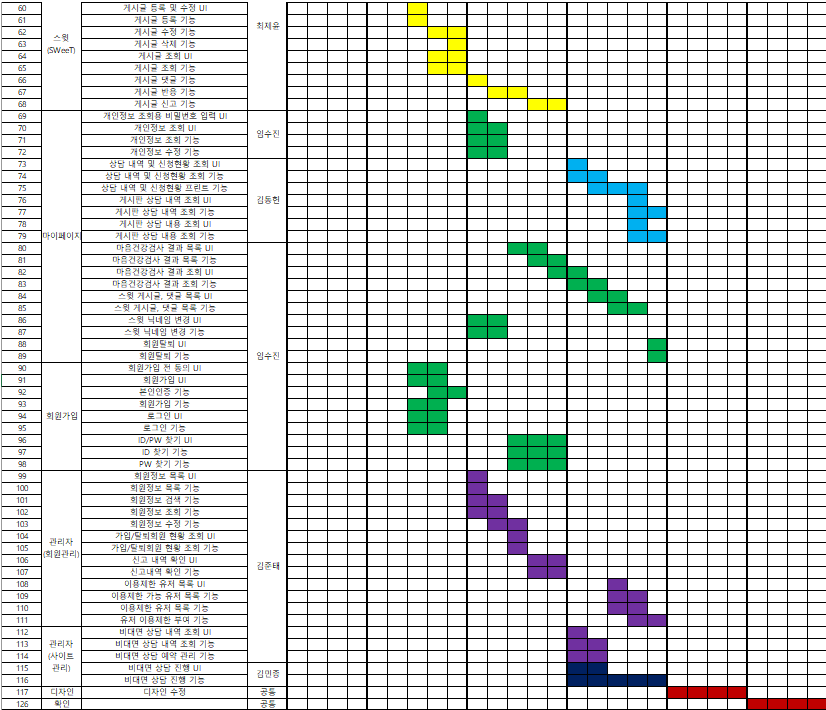 60 게시글 등록 및 수정 UI
61 게시글 등록 기능
62 게시글 수정 기능
63 게시글 삭제 기능
64 게시글 조회 UI
65 게시글 조회 기능
66 게시글 댓글 기능
67 게시글 반응 기능
68 게시글 신고 기능
스윗
(SWeeT)
최제윤
69 개인정보 조회용 비밀번호 입력 UI
70 개인정보 조회 UI
71 개인정보 조회 기능
72 개인정보 수정 기능
임수진
73 상담 내역 및 신청현황 조회 UI
74 상담 내역 및 신청현황 조회 기능
75 상담 내역 및 신청현황 프린트 기능
76 게시판 상담 내역 조회 UI
77 게시판 상담 내역 조회 기능
78 게시판 상담 내용 조회 UI
79 게시판 상담 내용 조회 기능
김동헌
마이페이지
80 마음건강검사 결과 목록 UI
81 마음건강검사 결과 목록 기능
82 마음건강검사 결과 조회 UI
83 마음건강검사 결과 조회 기능
84 스윗 게시글, 댓글 목록 UI
85 스윗 게시글, 댓글 목록 기능
86 스윗 닉네임 변경 UI
87 스윗 닉네임 변경 기능
88 회원탈퇴 UI
89 회원탈퇴 기능
임수진
90 회원가입 전 동의 UI
91 회원가입 UI
92 본인인증 기능
93 회원가입 기능
94 로그인 UI
95 로그인 기능
96 ID/PW 찾기 UI
97 ID 찾기 기능
98 PW 찾기 기능
회원가입
99 회원정보 목록 UI
100 회원정보 목록 기능
101 회원정보 검색 기능
102 회원정보 조회 기능
103 회원정보 수정 기능
104 가입/탈퇴회원 현황 조회 UI
105 가입/탈퇴회원 현황 조회 기능
106 신고 내역 확인 UI
107 신고내역 확인 기능
108 이용제한 유저 목록 UI
109 이용제한 가능 유저 목록 기능
110 이용제한 유저 목록 기능
111 유저 이용제한 부여 기능
관리자
(회원관리)
김준태
112 비대면 상담 내역 조회 UI
113 비대면 상담 내역 조회 기능
114 비대면 상담 예약 관리 기능
115 비대면 상담 진행 UI
116 비대면 상담 진행 기능
관리자
(사이트
관리)
김민중
117 디자인 디자인 수정 공통
126 확인 공통